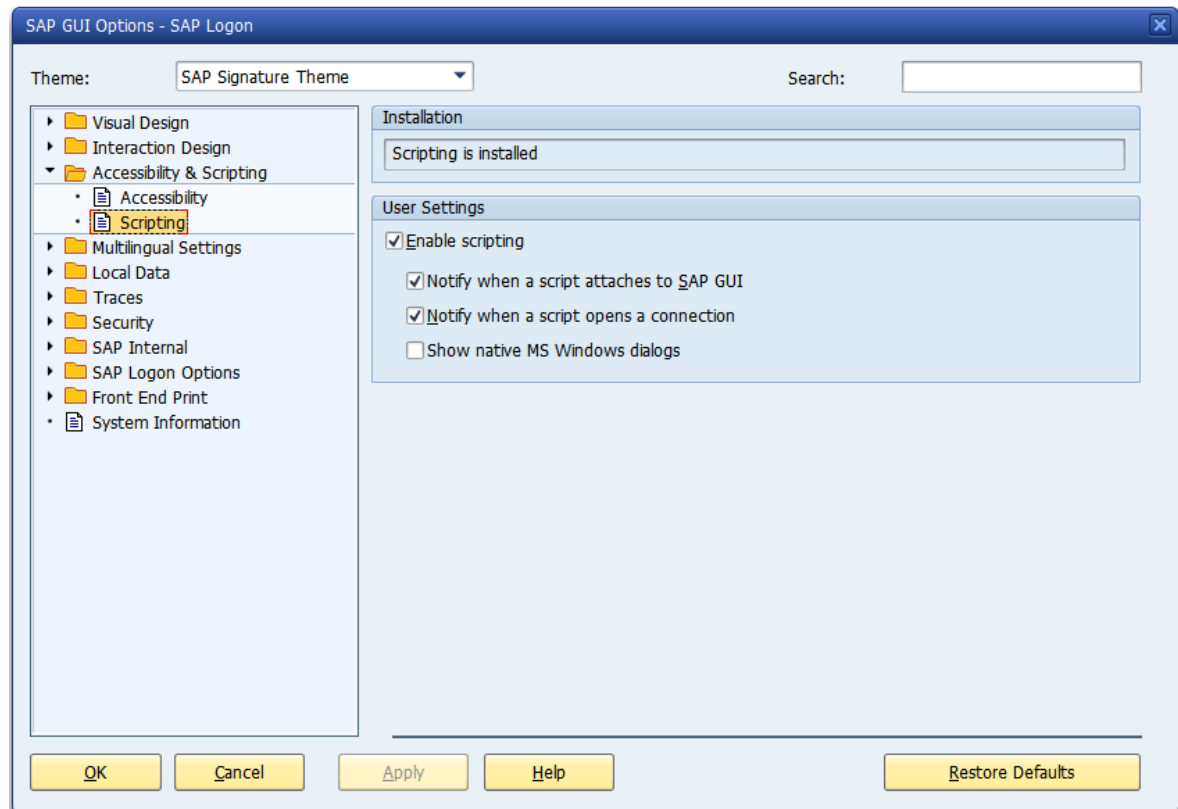 SAP GUI Options - SAP Logon
Theme: SAP Signature Theme Search:
Visual Design
Interaction Design
Accessibility & Scripting
Accessibility
Scripting
Multilingual Settings
Local Data
Traces
Security
SAP Internal
SAP Logon Options
Front End Print
System Information
Installation
Scripting is installed
User Settings
Enable scripting
Notify when a script attaches to SAP GUI
Notify when a script opens a connection
Show native MS Windows dialogs
OK Cancel Apply Help Restore Defaults